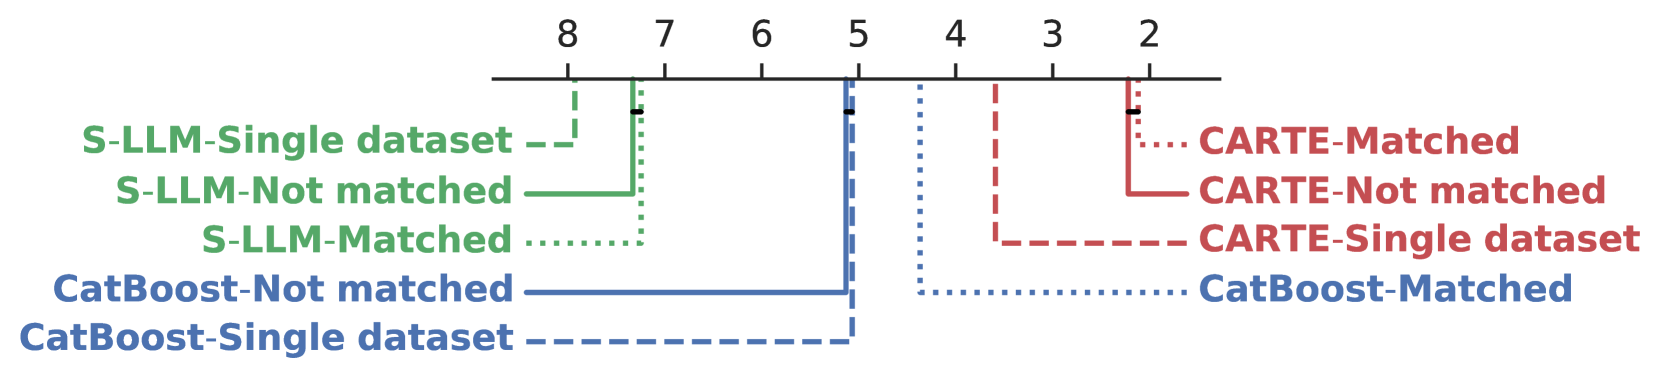 8 7 6 5 4 3 2
S-LLM-Single dataset
CARTE-Matched
S-LLM-Not matched
CARTE-Not matched
S-LLM-Matched
CARTE-Single dataset
CatBoost-Not matched
CatBoost-Matched
CatBoost-Single dataset